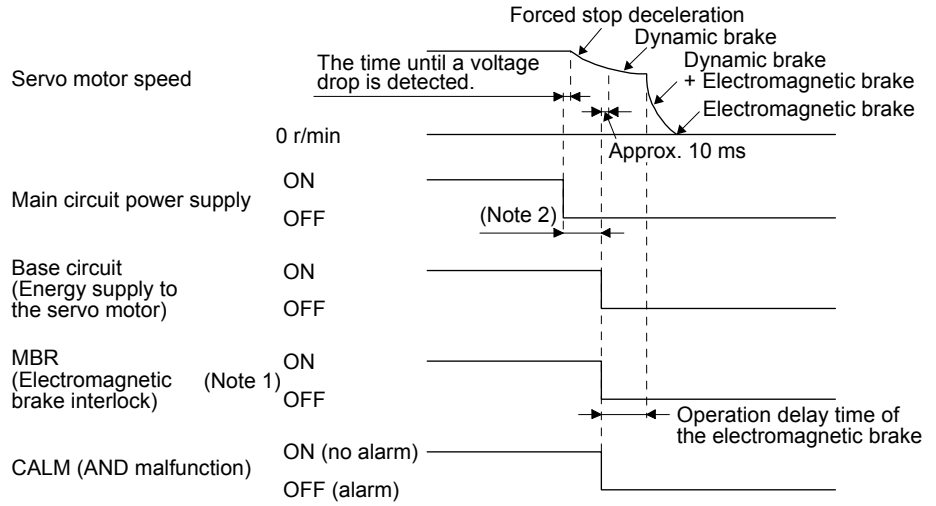 Forced stop deceleration
Dynamic brake
The time until a voltage
drop is detected.
Dynamic brake
+ Electromagnetic brake
Servo motor speed
Electromagnetic brake
0 r/min
Approx. 10 ms
ON
Main circuit power supply
OFF
(Note 2)
Base circuit
(Energy supply to
the servo motor)
ON
OFF
MBR
(Electromagnetic
brake interlock)
(Note 1)
ON
OFF
Operation delay time of
the electromagnetic brake
CALM (AND malfunction)
ON (no alarm)
OFF (alarm)